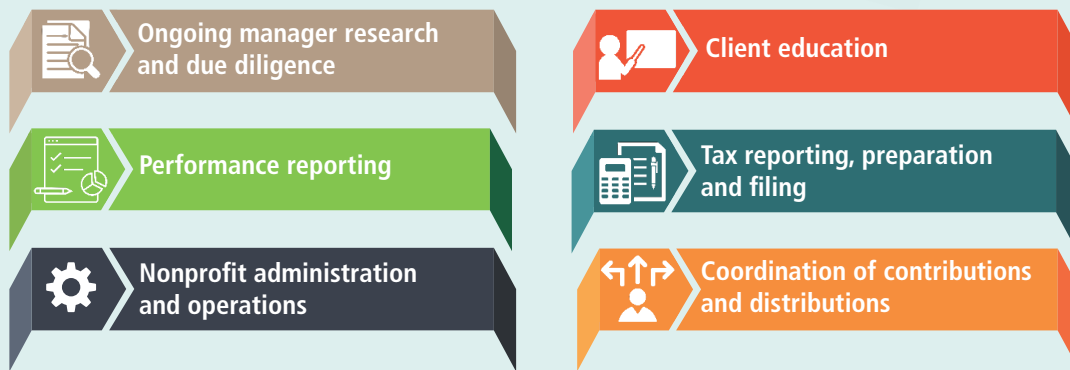 Ongoing manager research
and due diligence
Performance reporting
Nonprofit administration
and operations
Client education
Tax reporting, preparation
and filing
Coordination of contributions
and distributions